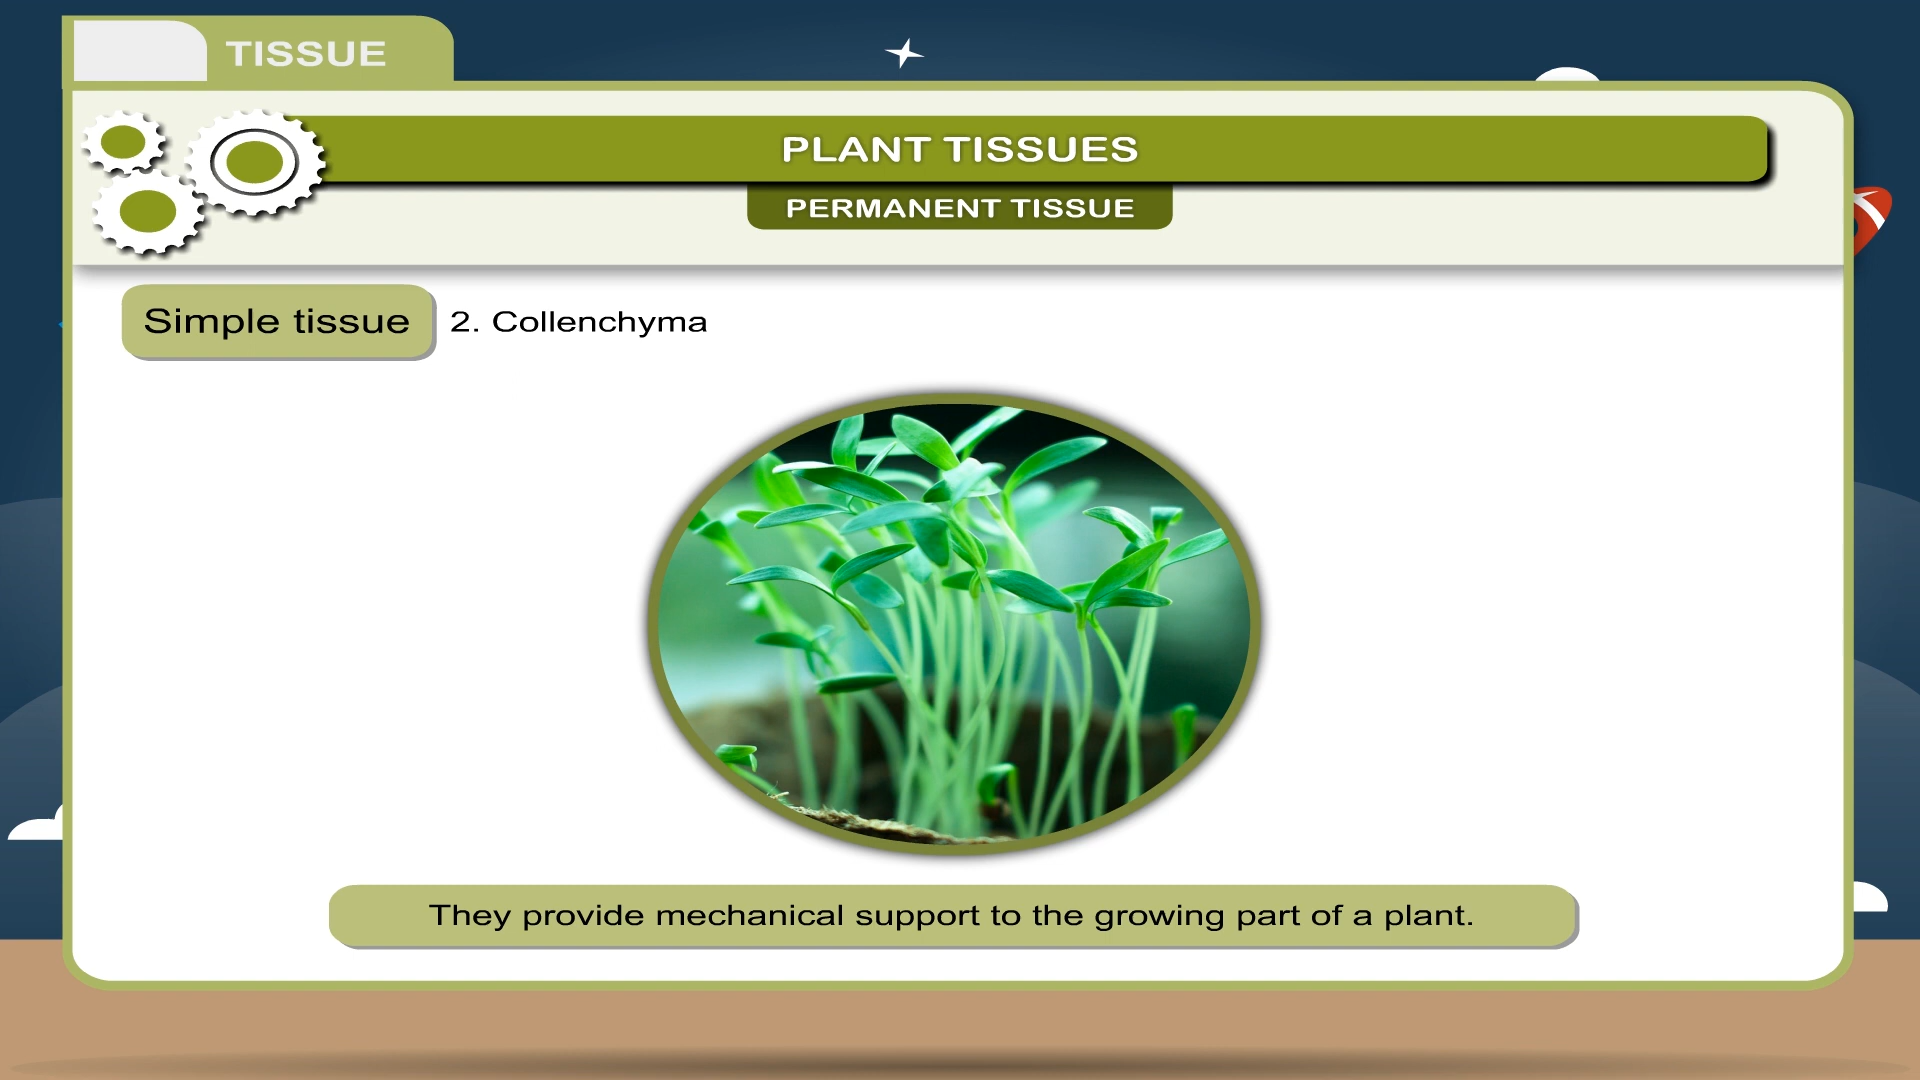 TISSUE
PLANT TISSUES
PERMANENT TISSUE
Simple tissue 2. Collenchyma
They provide mechanical support to the growing part of a plant.